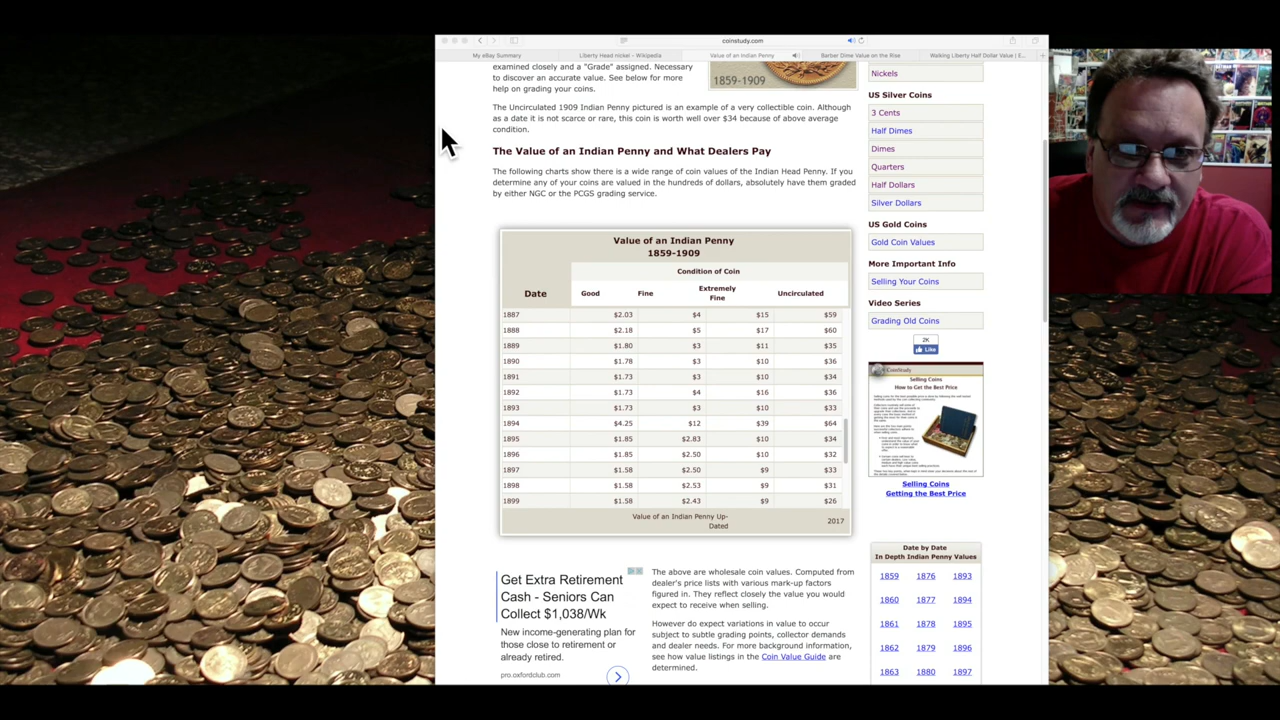 coinstudy.com
My eBay Summary
Liberty Head nickel - Wikipedia
Value of an Indian Penny
Barber Dime Value on the Rise
Walking Liberty Half Dollar Value | E...
examined closely and a "Grade" assigned. Necessary
to discover an accurate value. See below for more
help on grading your coins.
1859-1909
The Uncirculated 1909 Indian Penny pictured is an example of a very collectible coin. Although
as a date it is not scarce or rare, this coin is worth well over $34 because of above average
condition.
The Value of an Indian Penny and What Dealers Pay
The following charts show there is a wide range of coin values of the Indian Head Penny. If you
determine any of your coins are valued in the hundreds of dollars, absolutely have them graded
by either NGC or the PCGS grading service.
Value of an Indian Penny
1859-1909
Condition of Coin
Date Good Fine Extremely Fine Uncirculated
1887 $2.03 $4 $15 $59
1888 $2.18 $5 $17 $60
1889 $1.80 $3 $11 $35
1890 $1.78 $3 $10 $36
1891 $1.73 $3 $10 $34
1892 $1.73 $4 $16 $36
1893 $1.73 $3 $10 $33
1894 $4.25 $12 $39 $64
1895 $1.85 $2.83 $10 $34
1896 $1.85 $2.50 $10 $32
1897 $1.58 $2.50 $9 $33
1898 $1.58 $2.53 $9 $31
1899 $1.58 $2.43 $9 $26
Value of an Indian Penny Up-
Dated
2017
Get Extra Retirement
Cash - Seniors Can
Collect $1,038/Wk
New income-generating plan for
those close to retirement or
already retired.
pro.oxfordclub.com
The above are wholesale coin values. Computed from
dealer's price lists with various mark-up factors
figured in. They reflect closely the value you would
expect to receive when selling.
However do expect variations in value to occur
subject to subtle grading points, collector demands
and dealer needs. For more background information,
see how value listings in the Coin Value Guide are
determined.
Nickels
US Silver Coins
3 Cents
Half Dimes
Dimes
Quarters
Half Dollars
Silver Dollars
US Gold Coins
Gold Coin Values
More Important Info
Selling Your Coins
Video Series
Grading Old Coins
2K
Like
CoinStudy
Selling Coins
How to Get the Best Price
Selling Coins
Getting the Best Price
Date by Date
In Depth Indian Penny Values
1859 1876 1893
1860 1877 1894
1861 1878 1895
1862 1879 1896
1863 1880 1897